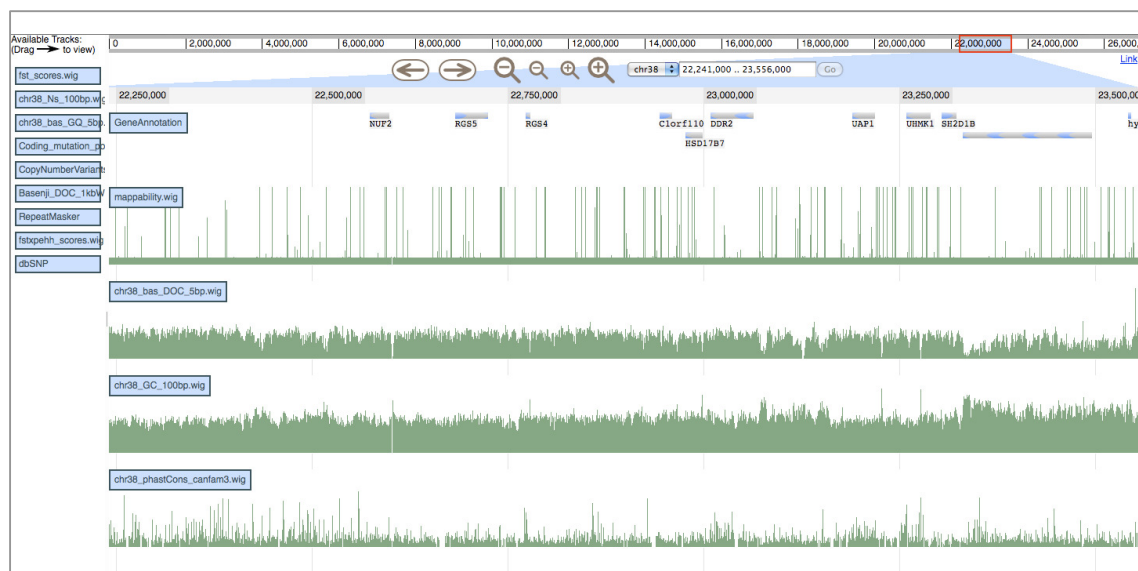 Available Tracks:
(Drag → to view)
0 2,000,000 4,000,000 6,000,000 8,000,000 10,000,000 12,000,000 14,000,000 16,000,000 18,000,000 20,000,000 22,000,000 24,000,000 26,00
Link
fst_scores.wig
chr38 22,241,000 .. 23,556,000 Go
chr38_Ns_100bp.wig
22,250,000 22,500,000 22,750,000 23,000,000 23,250,000 23,500
chr38_bas_GQ_5bp.
GeneAnnotation
NUF2 RGS5 RGS4 C1orf110 DDR2 UAP1 UHMK1 SH2D1B hy
HSD17B7
Coding_mutation_po
CopyNumberVariants
Basenji_DOC_1kbW
mappability.wig
RepeatMasker
fstxpehh_scores.wig
dbSNP
chr38_bas_DOC_5bp.wig
chr38_GC_100bp.wig
chr38_phastCons_canfam3.wig